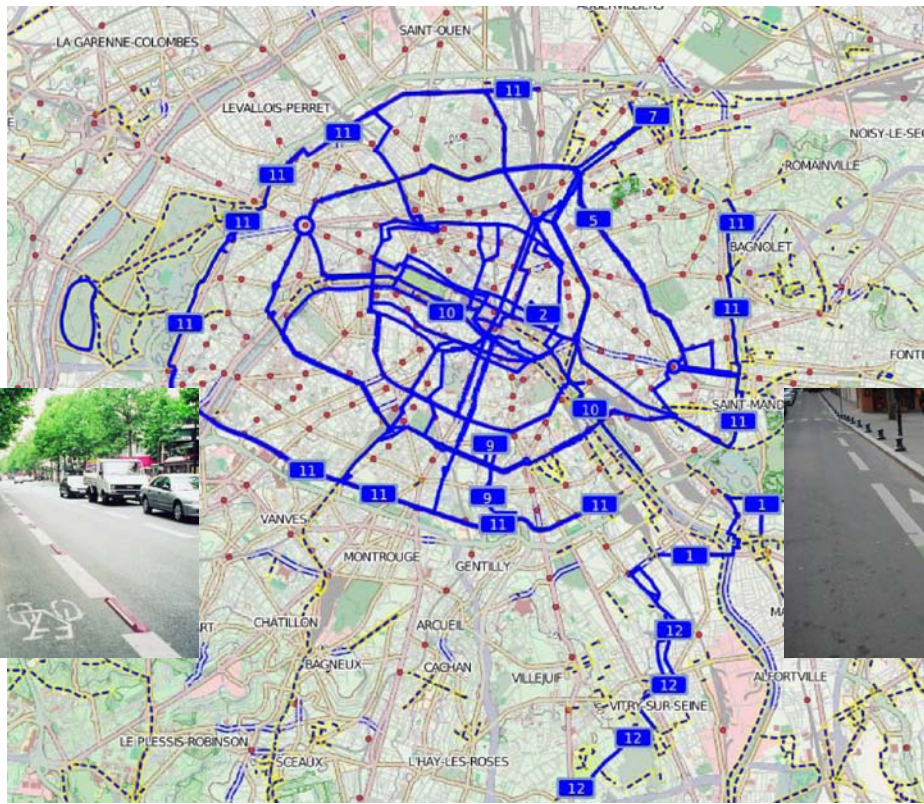 AUBERVILLIERS
SAINT-OUEN
LA GARENNE-COLOMBES
11
LEVALLOIS-PERRET
7
11
NOISY-LE-SEC
ROMAINVILLE
11
11
5
11
BAGNOLET
10
2
11
11
FONTE
SAINT-MAND
10
11
9
11
11
9
11
1
11
VANVES
MONTROUGE
1
GENTILLY
CHÂTILLON
ARCUEIL
12
ART
BAGNEUX
CACHAN
VILLEJUIF
12
ALFORTVILLE
VITRY-SUR-SEINE
LE PLESSIS-ROBINSON
12
SCEAUX
L'HAY-LES-ROSES
12